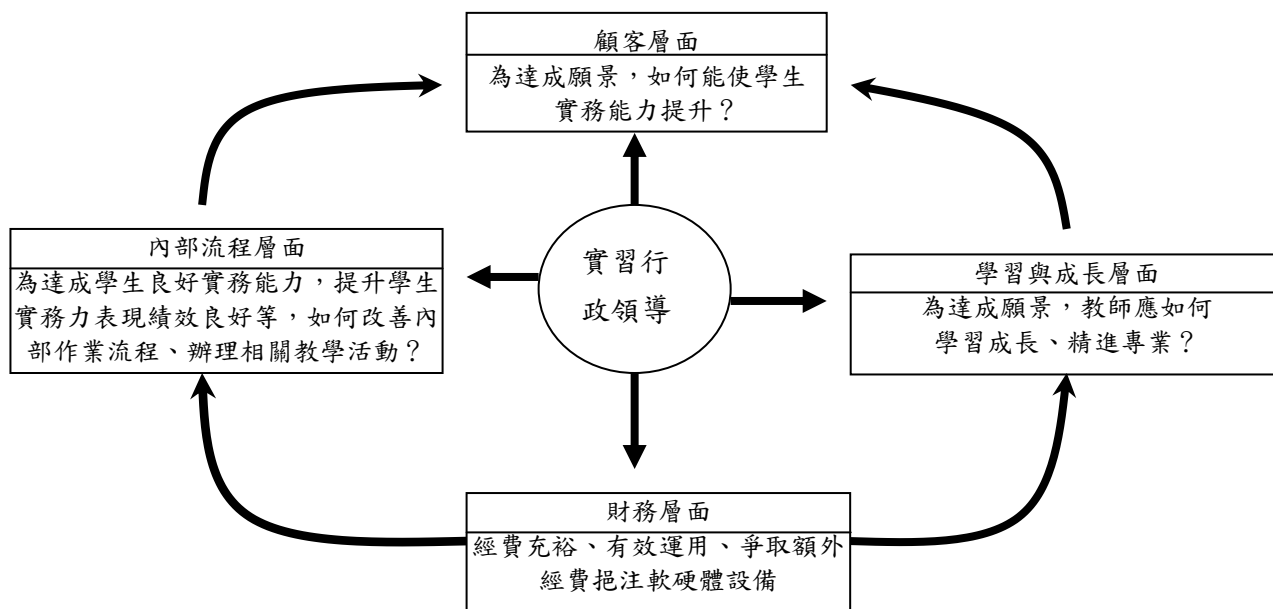 顧客層面
為達成願景，如何能使學生
實務能力提升？
內部流程層面
為達成學生良好實務能力，提升學生
實務力表現績效良好等，如何改善內
部作業流程、辦理相關教學活動？
實習行
政領導
學習與成長層面
為達成願景，教師應如何
學習成長、精進專業？
財務層面
經費充裕、有效運用、爭取額外
經費挹注軟硬體設備